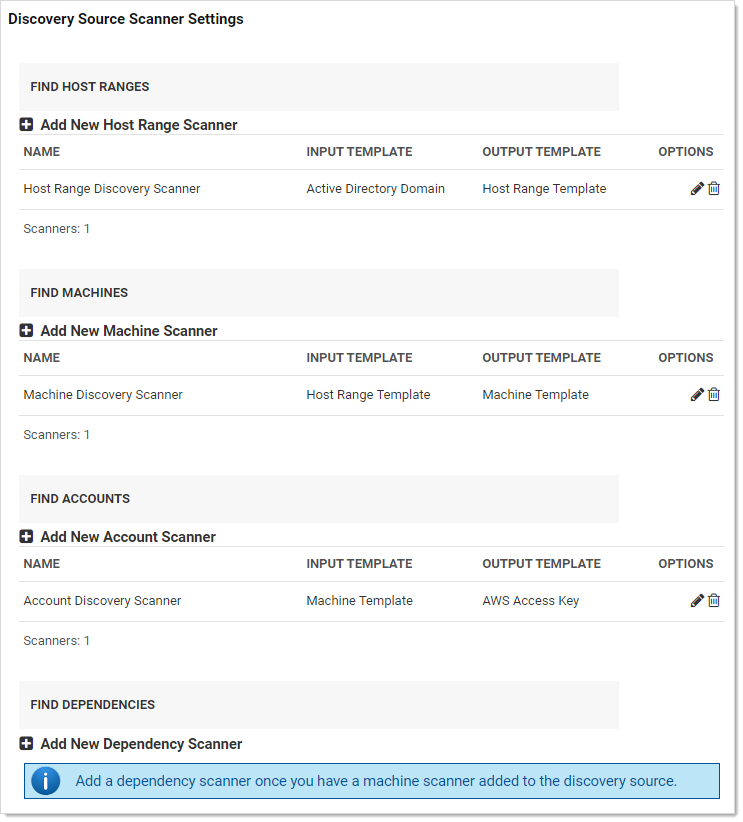 Discovery Source Scanner Settings
FIND HOST RANGES
Add New Host Range Scanner
NAME INPUT TEMPLATE OUTPUT TEMPLATE OPTIONS
Host Range Discovery Scanner Active Directory Domain Host Range Template
Scanners: 1
FIND MACHINES
Add New Machine Scanner
NAME INPUT TEMPLATE OUTPUT TEMPLATE OPTIONS
Machine Discovery Scanner Host Range Template Machine Template
Scanners: 1
FIND ACCOUNTS
Add New Account Scanner
NAME INPUT TEMPLATE OUTPUT TEMPLATE OPTIONS
Account Discovery Scanner Machine Template AWS Access Key
Scanners: 1
FIND DEPENDENCIES
Add New Dependency Scanner
Add a dependency scanner once you have a machine scanner added to the discovery source.